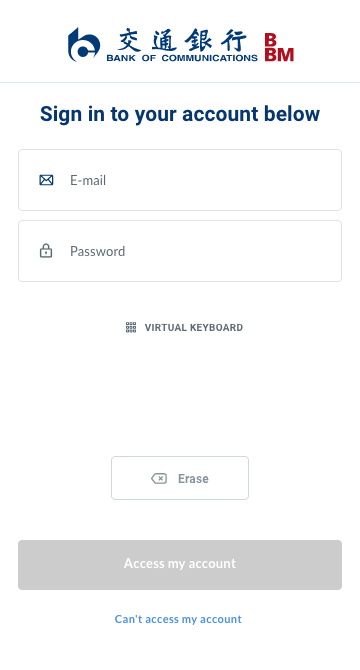 交通銀行
BANK OF COMMUNICATIONS
B
BM
Sign in to your account below
E-mail
Password
VIRTUAL KEYBOARD
Erase
Access my account
Can't access my account